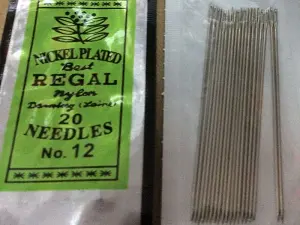 NICKEL PLATED
Best
REGAL
Nylon
Darning (Laine)
20
NEEDLES
No. 12